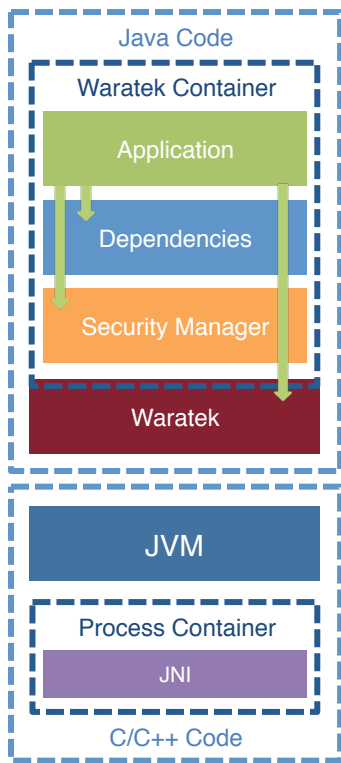 Java Code
Waratek Container
Application
Dependencies
Security Manager
Waratek
JVM
Process Container
JNI
C/C++ Code